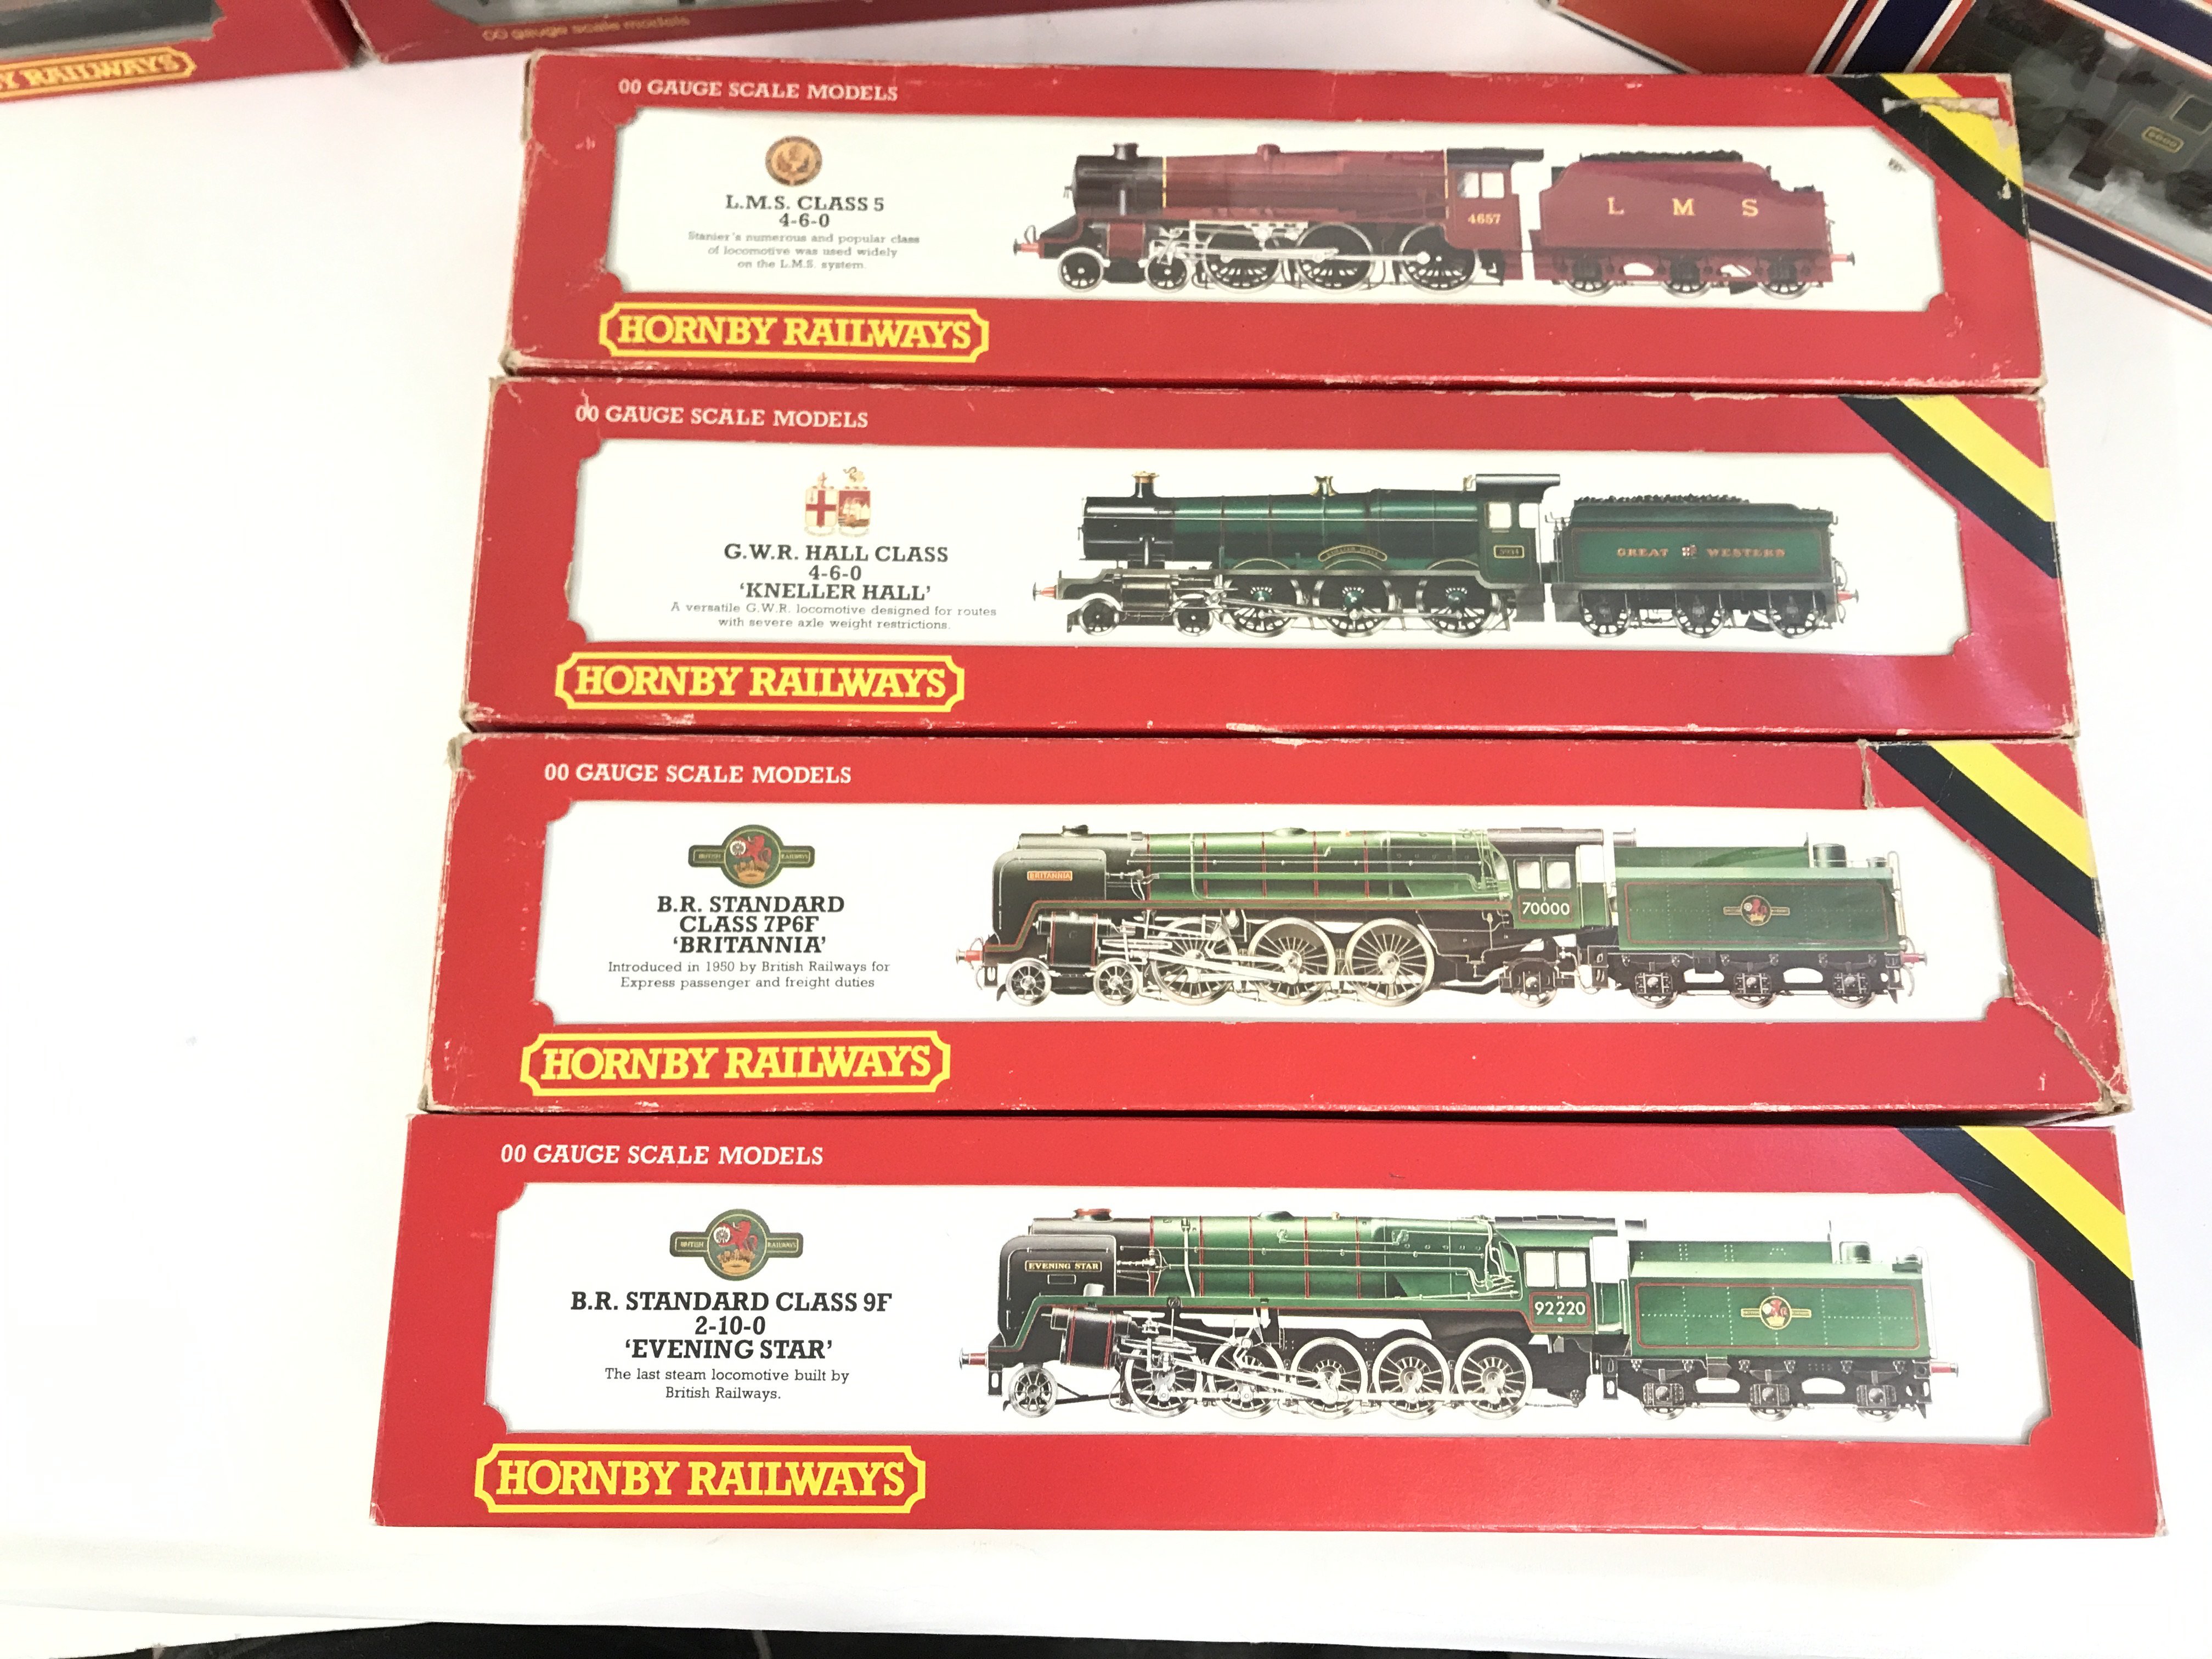 00 gauge scale models
RAILWAYS
00 GAUGE SCALE MODELS
L.M.S. CLASS 5
4-6-0
Stanier's numerous and popular class
of locomotive was used widely
on the L.M.S. system.
4657
L M S
HORNBY RAILWAYS
00 GAUGE SCALE MODELS
G.W.R. HALL CLASS
4-6-0
'KNELLER HALL'
A versatile G.W.R. locomotive designed for routes
with severe axle weight restrictions.
GREAT WESTERN
HORNBY RAILWAYS
00 GAUGE SCALE MODELS
BRITISH RAILWAYS
B.R. STANDARD
CLASS 7P6F
'BRITANNIA'
Introduced in 1950 by British Railways for
Express passenger and freight duties
BRITANNIA
70000
HORNBY RAILWAYS
00 GAUGE SCALE MODELS
BRITISH RAILWAYS
B.R. STANDARD CLASS 9F
2-10-0
'EVENING STAR'
The last steam locomotive built by
British Railways.
EVENING STAR
92220
HORNBY RAILWAYS